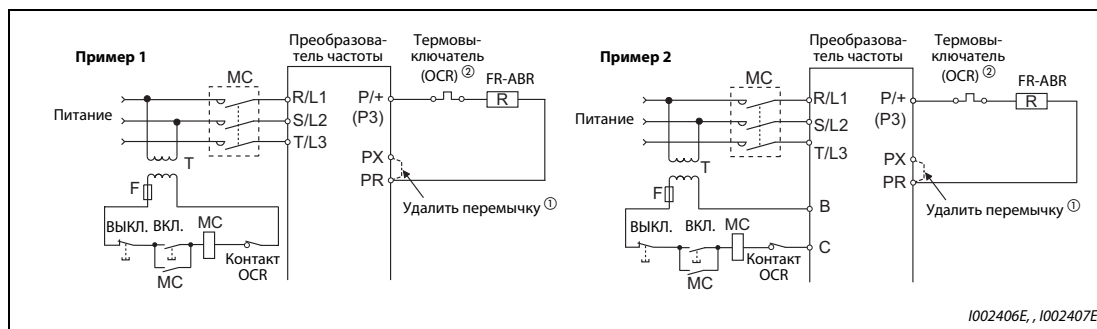 Пример 1
Преобразова-
тель частоты
Термовы-
ключатель
(OCR) ②
FR-ABR
MC
R/L1
P/+
R
Питание
S/L2
(P3)
T/L3
T
PX
F
PR
Удалить перемычку ①
ВЫКЛ.
ВКЛ.
MC
Контакт
OCR
MC
Пример 2
Преобразова-
тель частоты
Термовы-
ключатель
(OCR) ②
FR-ABR
MC
R/L1
P/+
R
Питание
S/L2
(P3)
T/L3
T
PX
F
PR
B
Удалить перемычку ①
ВЫКЛ.
ВКЛ.
MC
C
Контакт
OCR
MC
I002406E, , I002407E